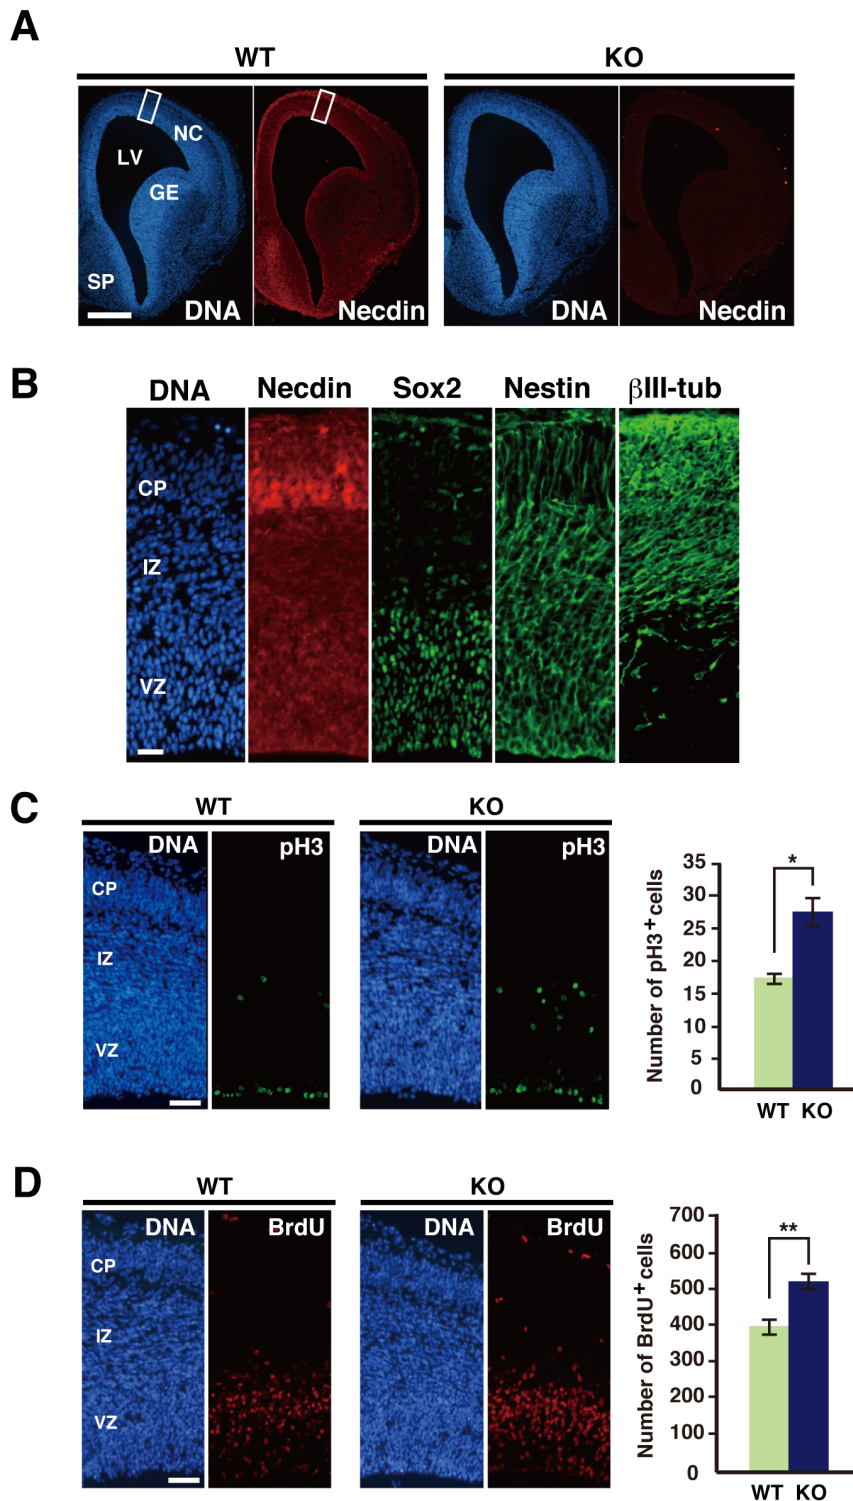 A
WT KO
NC
LV
GE
SP
DNA Necdin DNA Necdin
B
DNA Necdin Sox2 Nestin βIII-tub
CP
IZ
VZ
C
WT KO
DNA pH3 DNA pH3
CP
IZ
VZ
Number of pH3+cells
35
30
25
20
15
10
5
0
*
WT KO
D
WT KO
DNA BrdU DNA BrdU
CP
IZ
VZ
Number of BrdU+cells
700
600
500
400
300
200
100
0
**
WT KO